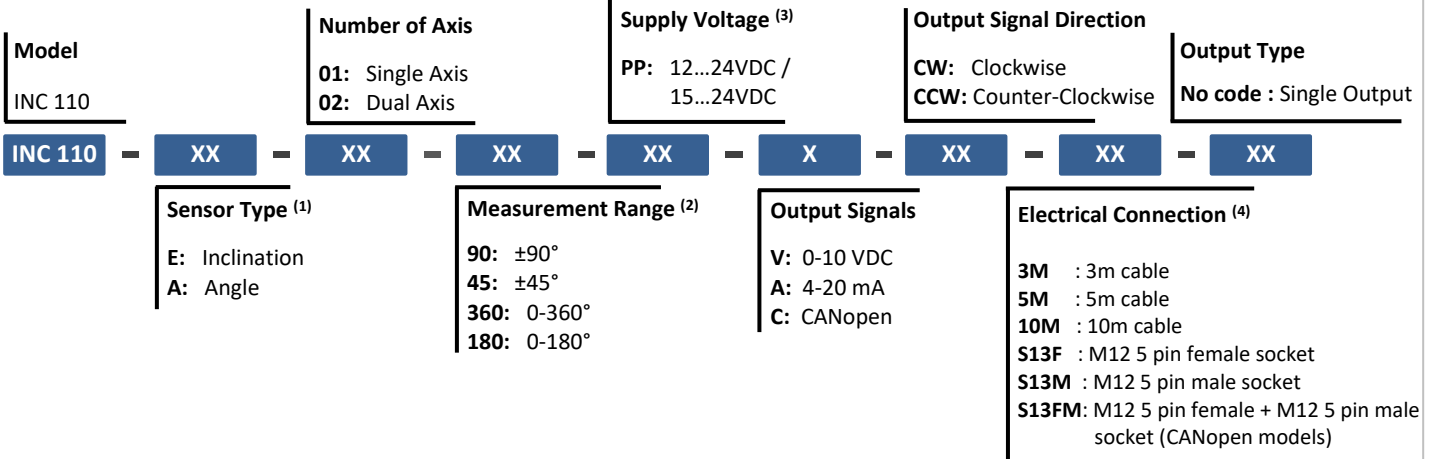 Model
INC 110
Number of Axis
01: Single Axis
02: Dual Axis
Supply Voltage (3)
PP: 12...24VDC /
15...24VDC
Output Signal Direction
CW: Clockwise
CCW: Counter-Clockwise
Output Type
No code : Single Output
INC 110 - XX - XX - XX - XX - X - XX - XX - XX
Sensor Type (1)
E: Inclination
A: Angle
Measurement Range (2)
90: ±90°
45: ±45°
360: 0-360°
180: 0-180°
Output Signals
V: 0-10 VDC
A: 4-20 mA
C: CANopen
Electrical Connection (4)
3M : 3m cable
5M : 5m cable
10M : 10m cable
S13F : M12 5 pin female socket
S13M : M12 5 pin male socket
S13FM: M12 5 pin female + M12 5 pin male
socket (CANopen models)